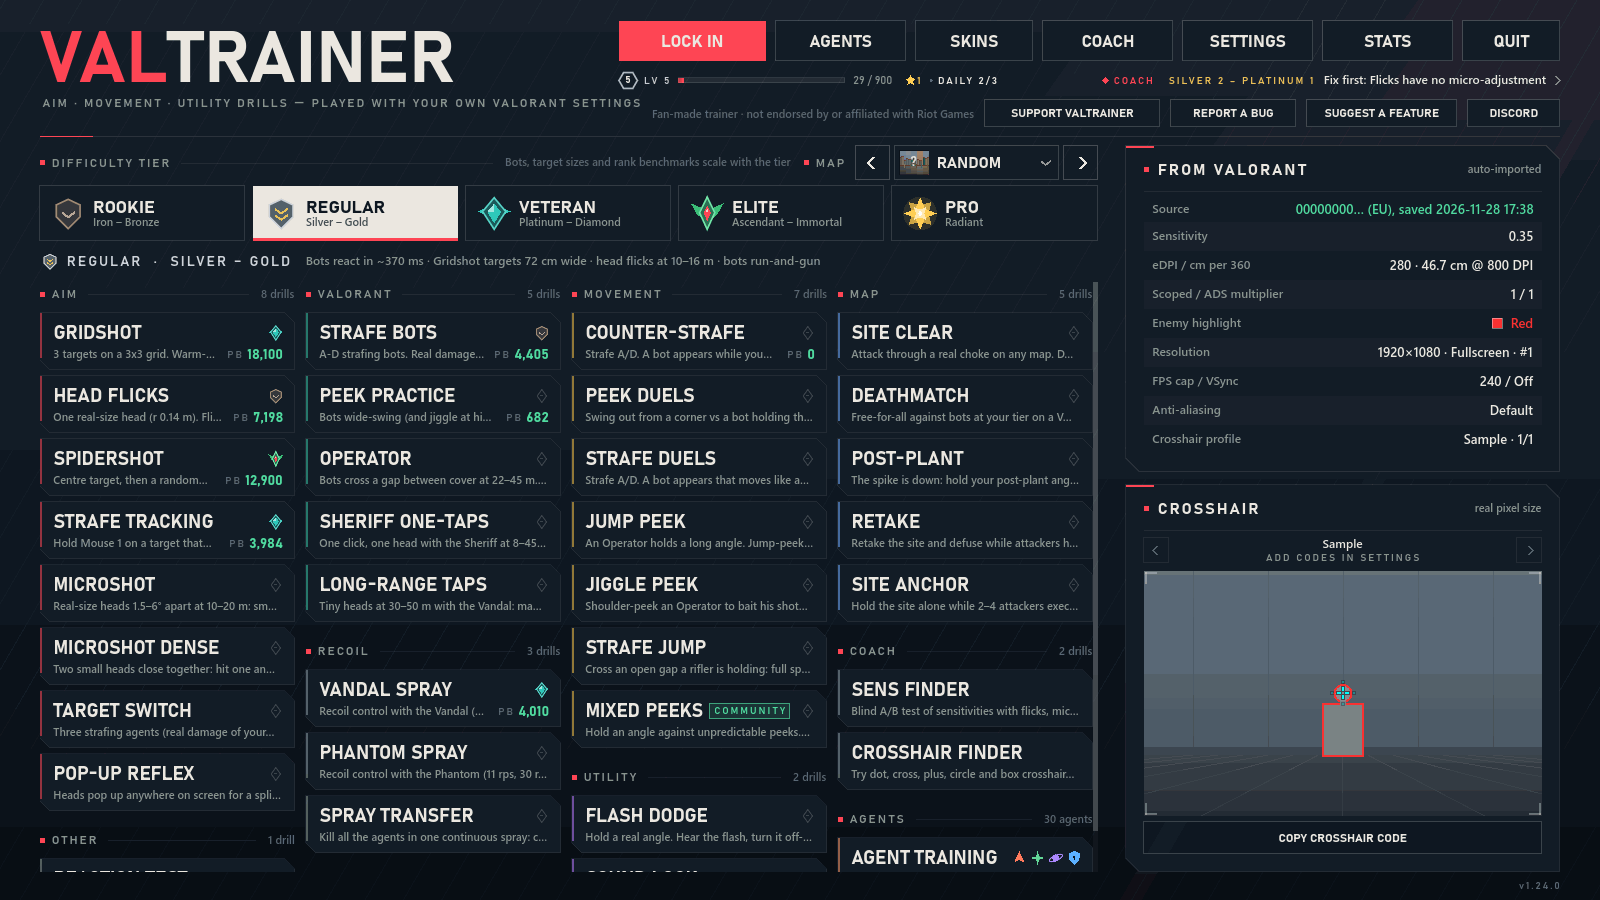 VALTRAINER
AIM · MOVEMENT · UTILITY DRILLS — PLAYED WITH YOUR OWN VALORANT SETTINGS
LOCK IN
AGENTS
SKINS
COACH
SETTINGS
STATS
QUIT
5 LV 5 29 / 900 1 · DAILY 2/3
COACH SILVER 2 – PLATINUM 1 Fix first: Flicks have no micro-adjustment
Fan-made trainer · not endorsed by or affiliated with Riot Games
SUPPORT VALTRAINER
REPORT A BUG
SUGGEST A FEATURE
DISCORD
DIFFICULTY TIER
Bots, target sizes and rank benchmarks scale with the tier
MAP
? RANDOM
ROOKIE
Iron – Bronze
REGULAR
Silver – Gold
VETERAN
Platinum – Diamond
ELITE
Ascendant – Immortal
PRO
Radiant
REGULAR · SILVER – GOLD Bots react in ~370 ms · Gridshot targets 72 cm wide · head flicks at 10–16 m · bots run-and-gun
AIM 8 drills
GRIDSHOT
3 targets on a 3x3 grid. Warm-... PB 18,100
HEAD FLICKS
One real-size head (r 0.14 m). Fli... PB 7,198
SPIDERSHOT
Centre target, then a random... PB 12,900
STRAFE TRACKING
Hold Mouse 1 on a target that... PB 3,984
MICROSHOT
Real-size heads 1.5–6° apart at 10–20 m: sm...
MICROSHOT DENSE
Two small heads close together: hit one an...
TARGET SWITCH
Three strafing agents (real damage of your...
POP-UP REFLEX
Heads pop up anywhere on screen for a spli...
OTHER 1 drill
VALORANT 5 drills
STRAFE BOTS
A-D strafing bots. Real damage... PB 4,405
PEEK PRACTICE
Bots wide-swing (and jiggle at hi... PB 682
OPERATOR
Bots cross a gap between cover at 22–45 m....
SHERIFF ONE-TAPS
One click, one head with the Sheriff at 8–45...
LONG-RANGE TAPS
Tiny heads at 30–50 m with the Vandal: ma...
RECOIL 3 drills
VANDAL SPRAY
Recoil control with the Vandal (... PB 4,010
PHANTOM SPRAY
Recoil control with the Phantom (11 rps, 30 r...
SPRAY TRANSFER
Kill all the agents in one continuous spray: c...
MOVEMENT 7 drills
COUNTER-STRAFE
Strafe A/D. A bot appears while you... PB 0
PEEK DUELS
Swing out from a corner vs a bot holding th...
STRAFE DUELS
Strafe A/D. A bot appears that moves like a...
JUMP PEEK
An Operator holds a long angle. Jump-peek...
JIGGLE PEEK
Shoulder-peek an Operator to bait his shot...
STRAFE JUMP
Cross an open gap a rifler is holding: full sp...
MIXED PEEKS COMMUNITY
Hold an angle against unpredictable peeks....
UTILITY 2 drills
FLASH DODGE
Hold a real angle. Hear the flash, turn it off-...
MAP 5 drills
SITE CLEAR
Attack through a real choke on any map. D...
DEATHMATCH
Free-for-all against bots at your tier on a V...
POST-PLANT
The spike is down: hold your post-plant ang...
RETAKE
Retake the site and defuse while attackers h...
SITE ANCHOR
Hold the site alone while 2–4 attackers exec...
COACH 2 drills
SENS FINDER
Blind A/B test of sensitivities with flicks, mic...
CROSSHAIR FINDER
Try dot, cross, plus, circle and box crosshair...
AGENTS 30 agents
AGENT TRAINING
FROM VALORANT auto-imported
Source 00000000... (EU), saved 2026-11-28 17:38
Sensitivity 0.35
eDPI / cm per 360 280 · 46.7 cm @ 800 DPI
Scoped / ADS multiplier 1 / 1
Enemy highlight Red
Resolution 1920×1080 · Fullscreen · #1
FPS cap / VSync 240 / Off
Anti-aliasing Default
Crosshair profile Sample · 1/1
CROSSHAIR real pixel size
Sample
ADD CODES IN SETTINGS
COPY CROSSHAIR CODE
v1.24.0